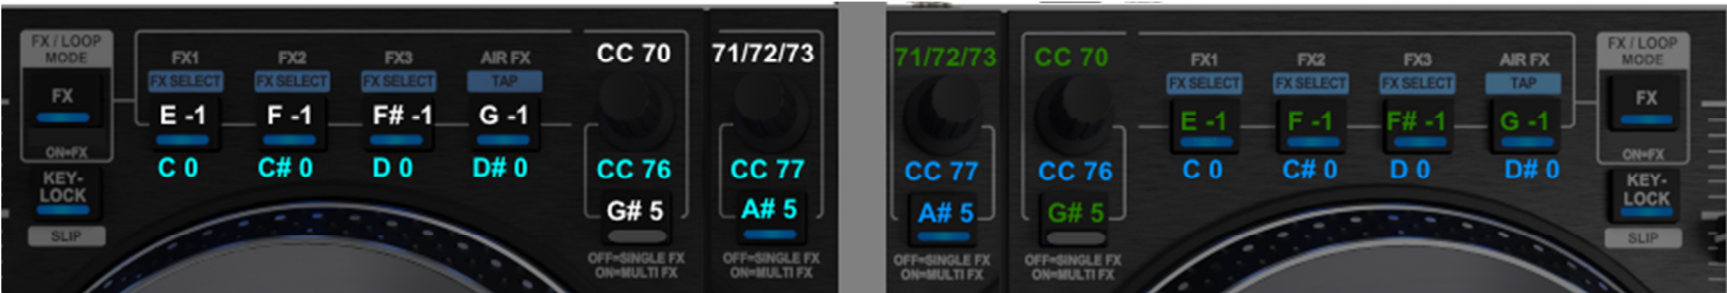 FX / LOOP
MODE
FX
ON=FX
KEY-
LOCK
SLIP
FX1 FX2 FX3 AIR FX
FX SELECT FX SELECT FX SELECT TAP
E -1 F -1 F# -1 G -1
C 0 C# 0 D 0 D# 0
CC 70
CC 76
G# 5
OFF=SINGLE FX
ON=MULTI FX
71/72/73
CC 77
A# 5
OFF=SINGLE FX
ON=MULTI FX
71/72/73
CC 77
A# 5
OFF=SINGLE FX
ON=MULTI FX
CC 70
CC 76
G# 5
OFF=SINGLE FX
ON=MULTI FX
FX1 FX2 FX3 AIR FX
FX SELECT FX SELECT FX SELECT TAP
E -1 F -1 F# -1 G -1
C 0 C# 0 D 0 D# 0
FX / LOOP
MODE
FX
ON=FX
KEY-
LOCK
SLIP